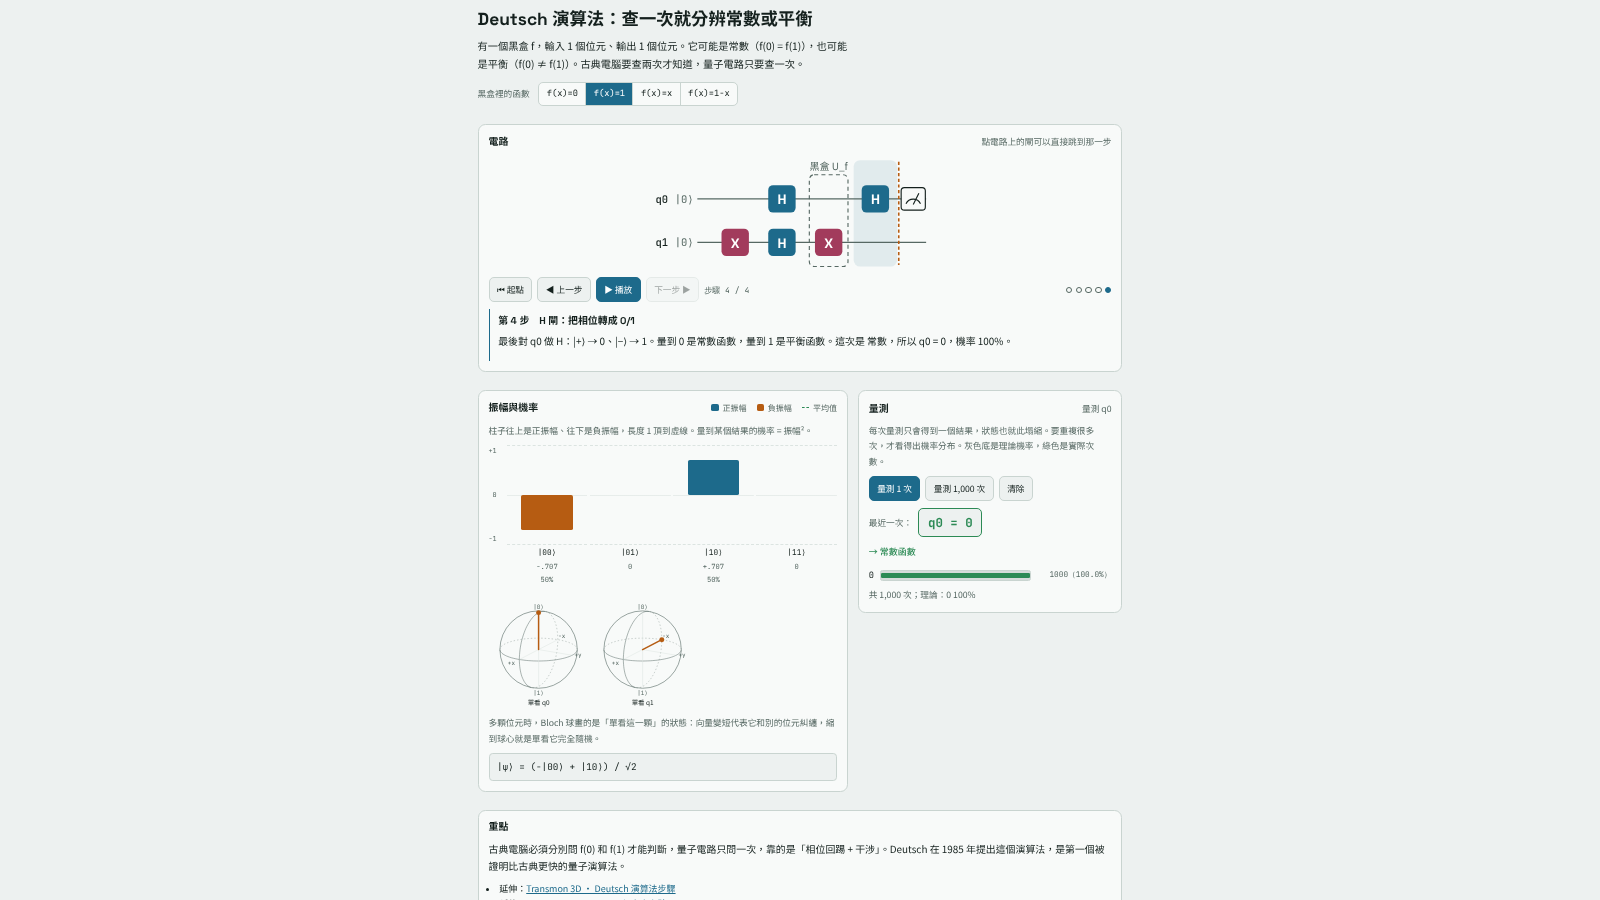 Deutsch 演算法：查一次就分辨常數或平衡
有一個黑盒 f，輸入 1 個位元、輸出 1 個位元。它可能是常數（f(0) = f(1)），也可能
是平衡（f(0) ≠ f(1)）。古典電腦要查兩次才知道，量子電路只要查一次。
黑盒裡的函數 f(x)=0 f(x)=1 f(x)=x f(x)=1-x
電路 點電路上的閘可以直接跳到那一步
黑盒 U_f
q0 |0⟩ H H
q1 |0⟩ X H X
⏮ 起點 ◀ 上一步 ▶ 播放 下一步 ▶ 步驟 4 / 4
第 4 步 H 閘：把相位轉成 0/1
最後對 q0 做 H：|+⟩ → 0、|−⟩ → 1。量到 0 是常數函數，量到 1 是平衡函數。這次是 常數，所以 q0 = 0，機率 100%。
振幅與機率 正振幅 負振幅 -- 平均值
柱子往上是正振幅、往下是負振幅，長度 1 頂到虛線。量到某個結果的機率 = 振幅²。
+1
0
-1
|00⟩ |01⟩ |10⟩ |11⟩
-.707 0 +.707 0
50% 50%
|0⟩ |0⟩
-x -x
+y +y
+x +x
|1⟩ |1⟩
單看 q0 單看 q1
多顆位元時，Bloch 球畫的是「單看這一顆」的狀態：向量變短代表它和別的位元糾纏，縮
到球心就是單看它完全隨機。
|ψ⟩ = (-|00⟩ + |10⟩) / √2
量測 量測 q0
每次量測只會得到一個結果，狀態也就此塌縮。要重複很多
次，才看得出機率分布。灰色底是理論機率，綠色是實際次
數。
量測 1 次 量測 1,000 次 清除
最近一次： q0 = 0
→ 常數函數
0 1000（100.0%）
共 1,000 次；理論：0 100%
重點
古典電腦必須分別問 f(0) 和 f(1) 才能判斷，量子電路只問一次，靠的是「相位回踢 + 干涉」。Deutsch 在 1985 年提出這個演算法，是第一個被
證明比古典更快的量子演算法。
• 延伸：Transmon 3D · Deutsch 演算法步驟